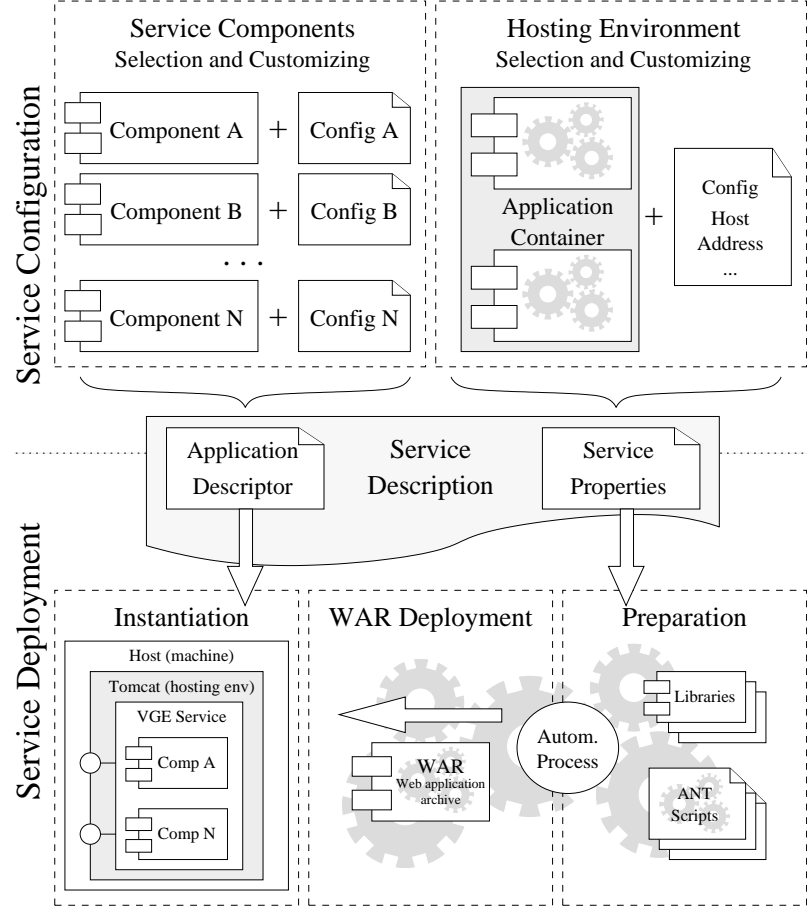 Service Configuration
Service Components
Selection and Customizing
Component A
+
Config A
Component B
+
Config B
. . .
Component N
+
Config N
Hosting Environment
Selection and Customizing
Application
Container
+
Config
Host
Address
...
Application
Descriptor
Service
Description
Service
Properties
Service Deployment
Instantiation
Host (machine)
Tomcat (hosting env)
VGE Service
Comp A
Comp N
WAR Deployment
WAR
Web application
archive
Autom.
Process
Preparation
Libraries
ANT
Scripts